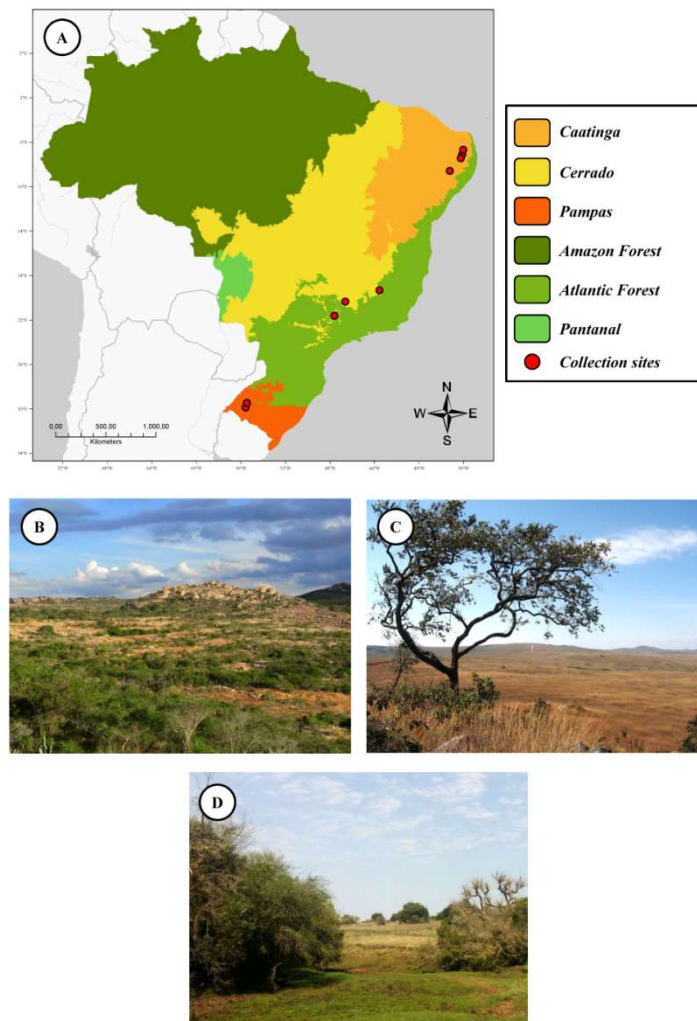 A
Caatinga
Cerrado
Pampas
Amazon Forest
Atlantic Forest
Pantanal
Collection sites
N
W E
S
0,00 500,00 1.000,00
Kilometers
B
C
D